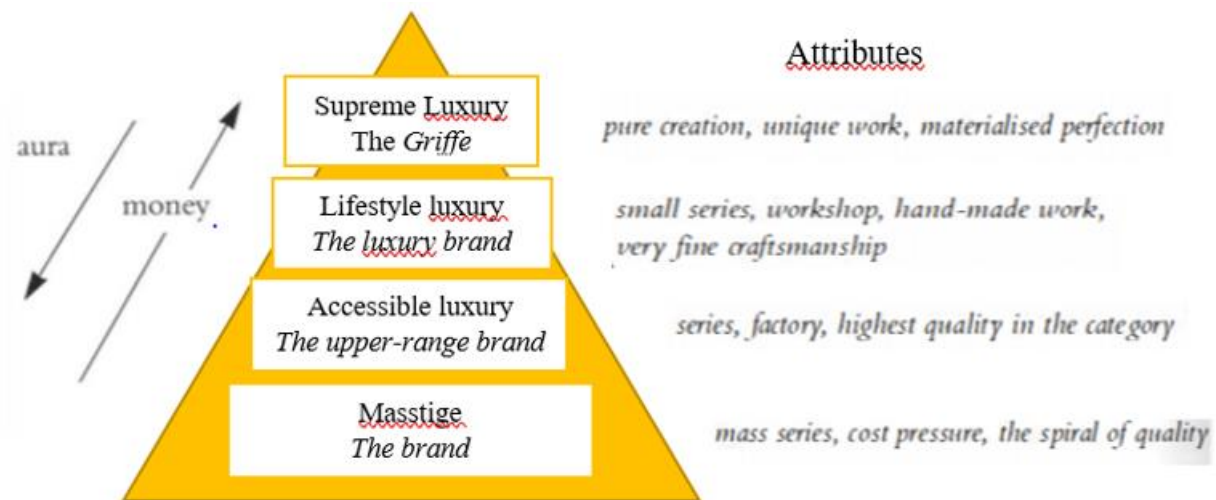 Attributes
aura
money
Supreme Luxury
The Griffe
pure creation, unique work, materialised perfection
Lifestyle luxury
The luxury brand
small series, workshop, hand-made work,
very fine craftsmanship
Accessible luxury
The upper-range brand
series, factory, highest quality in the category
Masstige
The brand
mass series, cost pressure, the spiral of quality